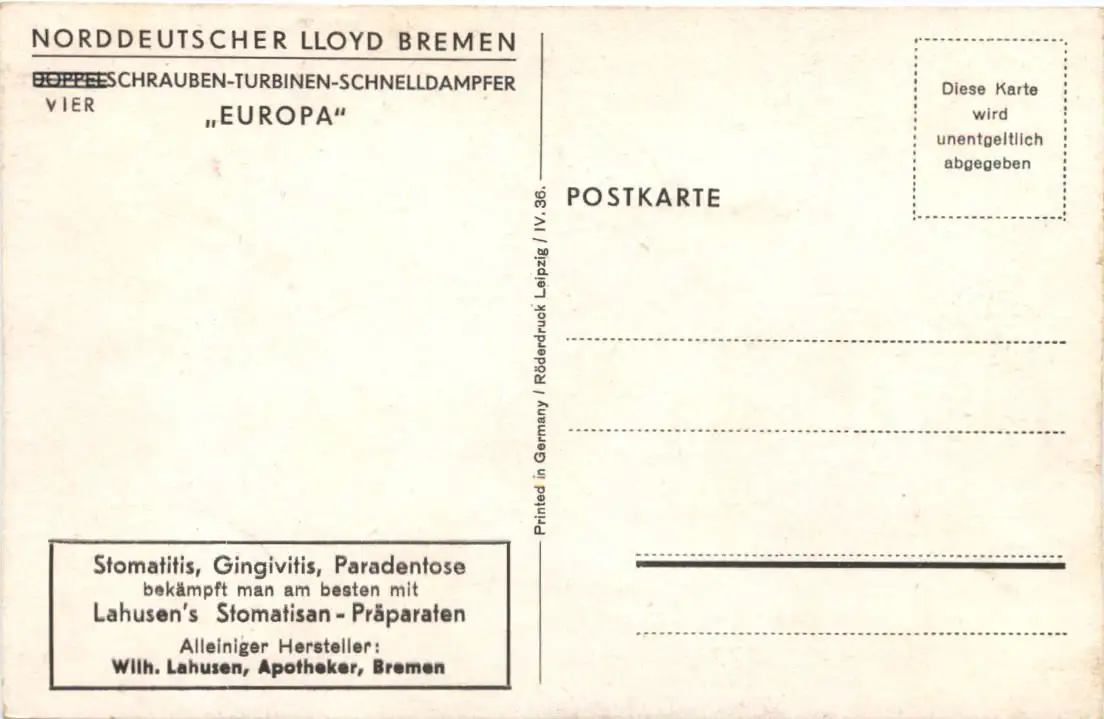 NORDDEUTSCHER LLOYD BREMEN
DOPPELSCHRAUBEN-TURBINEN-SCHNELLDAMPFER
VIER
„EUROPA“
Diese Karte
wird
unentgeltlich
abgegeben
POSTKARTE
Printed in Germany / Röderdruck Leipzig / IV. 36.
Stomatitis, Gingivitis, Paradentose
bekämpft man am besten mit
Lahusen's Stomatisan - Präparaten
Alleiniger Hersteller:
Wilh. Lahusen, Apotheker, Bremen